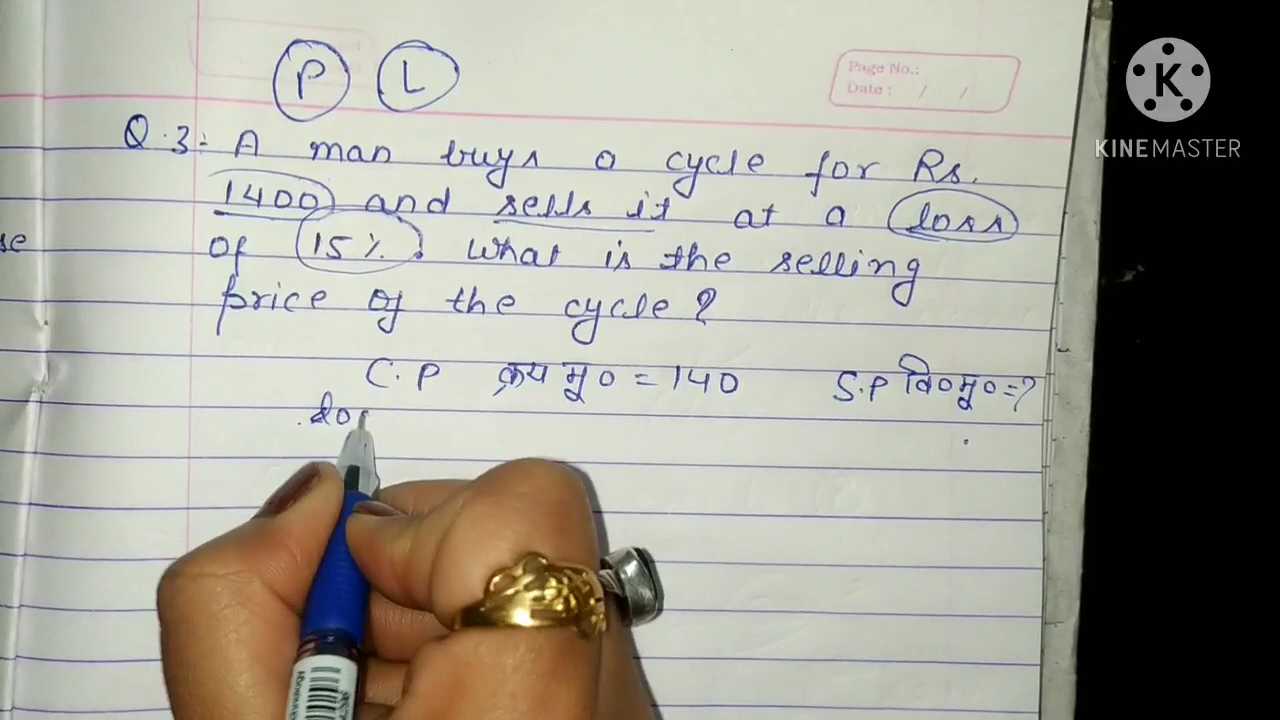 P L
Page No.:
Date: / /
K
KINEMASTER
Q.3:- A man buys a cycle for Rs.
1400 and sells it at a loss
of 15%. What is the selling
price of the cycle?
se
C.P क्रय मू० = 140 S.P वि०मू० = ?